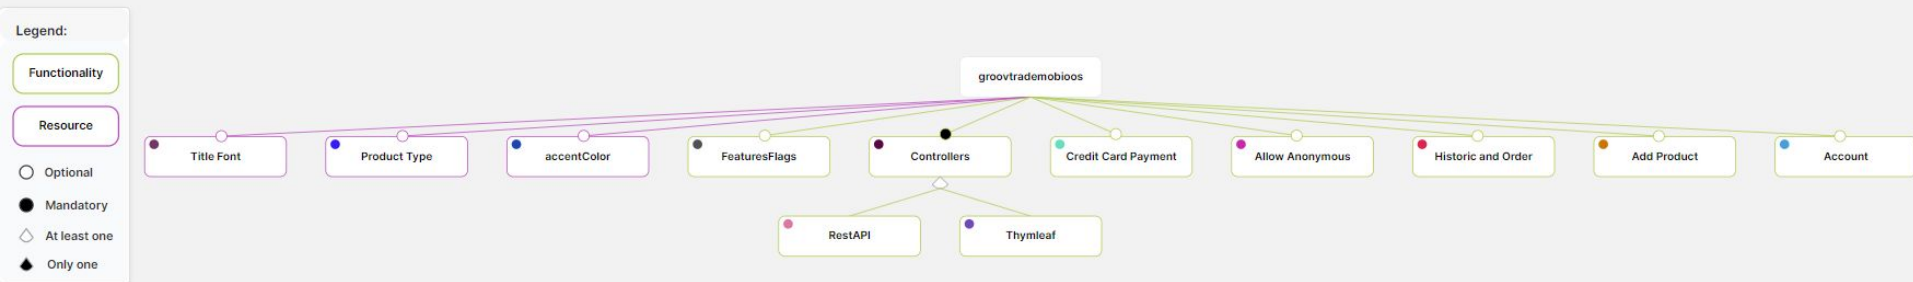 Legend:
Functionality
Resource
Optional
Mandatory
At least one
Only one
groovtrademobioos
Title Font
Product Type
accentColor
FeaturesFlags
Controllers
Credit Card Payment
Allow Anonymous
Historic and Order
Add Product
Account
RestAPI
Thymleaf